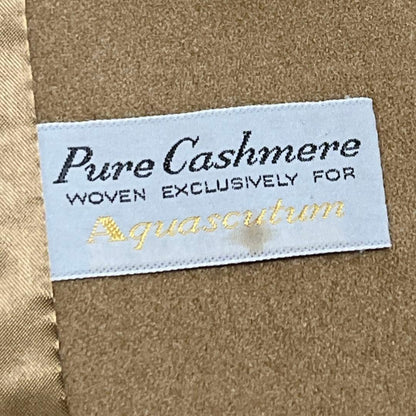 Pure Cashmere
WOVEN EXCLUSIVELY FOR
Aquascutum